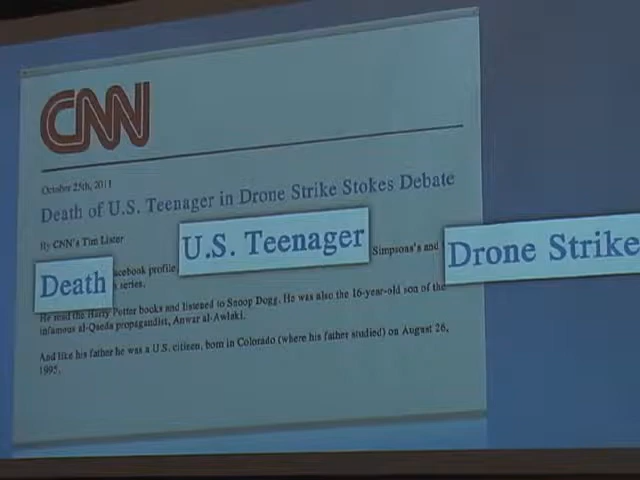 CNN
October 25th, 2011
Death of U.S. Teenager in Drone Strike Stokes Debate
By CNN's Tim Lister
U.S. Teenager
Drone Strike
Death
acebook profile
Simpsons's and
series.
He read the Harry Potter books and listened to Snoop Dogg. He was also the 16-year-old son of the
infamous al-Qaeda propagandist, Anwar al-Awlaki.
And like his father he was a U.S. citizen, born in Colorado (where his father studied) on August 26,
1995.